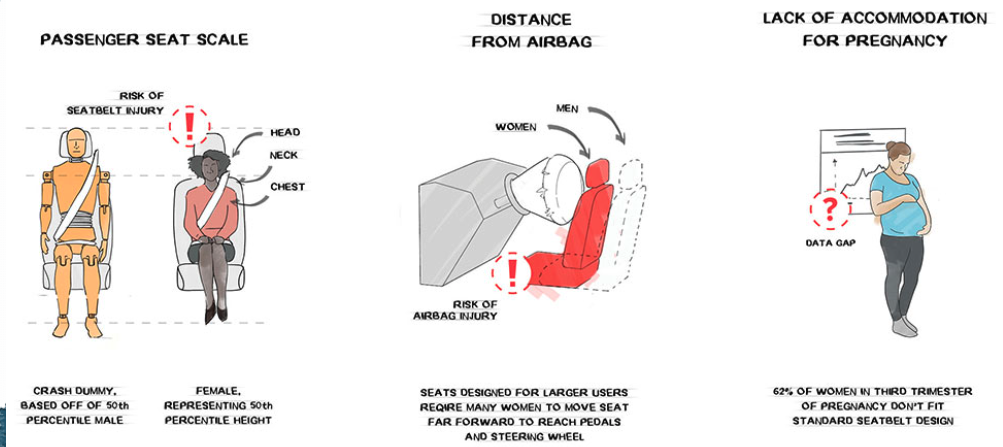 PASSENGER SEAT SCALE
RISK OF
SEATBELT INJURY
!
HEAD
NECK
CHEST
CRASH DUMMY,
BASED OFF OF 50th
PERCENTILE MALE
FEMALE,
REPRESENTING 50th
PERCENTILE HEIGHT
DISTANCE
FROM AIRBAG
MEN
WOMEN
!
RISK OF
AIRBAG INJURY
SEATS DESIGNED FOR LARGER USERS
REQIRE MANY WOMEN TO MOVE SEAT
FAR FORWARD TO REACH PEDALS
AND STEERING WHEEL
LACK OF ACCOMMODATION
FOR PREGNANCY
?
DATA GAP
62% OF WOMEN IN THIRD TRIMESTER
OF PREGNANCY DON'T FIT
STANDARD SEATBELT DESIGN